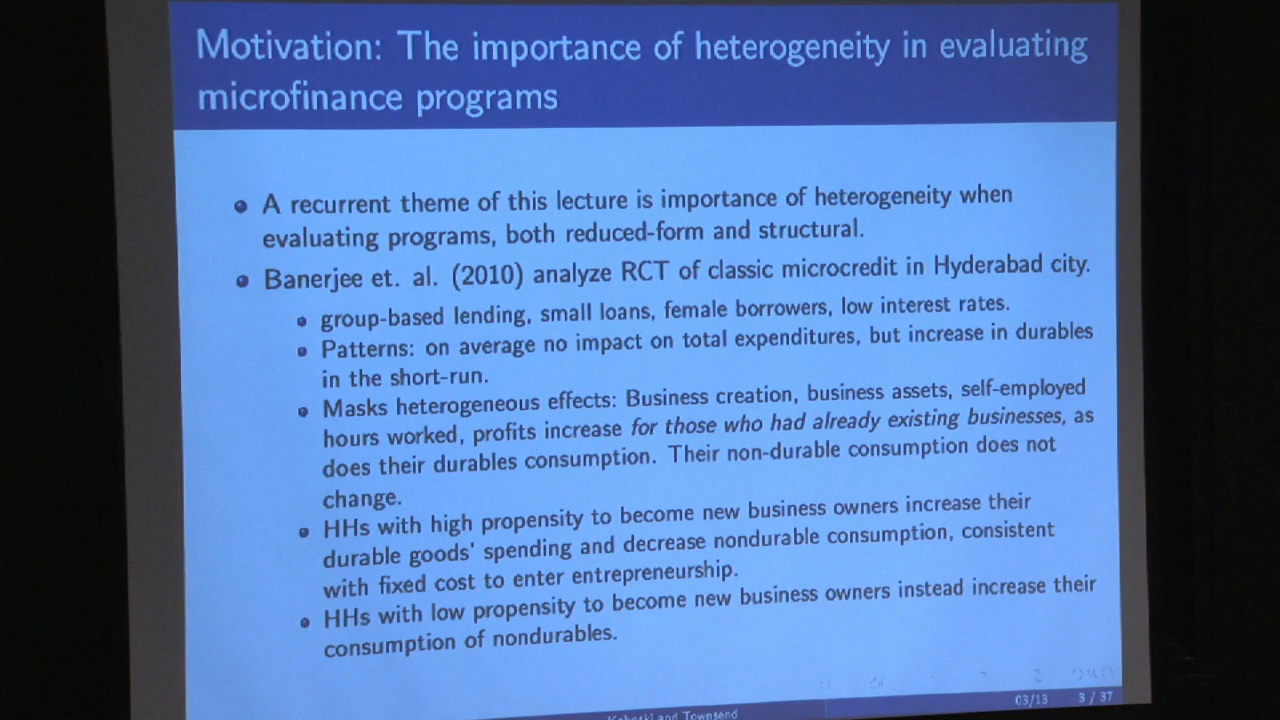 Motivation: The importance of heterogeneity in evaluating
microfinance programs
A recurrent theme of this lecture is importance of heterogeneity when
evaluating programs, both reduced-form and structural.
Banerjee et. al. (2010) analyze RCT of classic microcredit in Hyderabad city.
group-based lending, small loans, female borrowers, low interest rates.
Patterns: on average no impact on total expenditures, but increase in durables
in the short-run.
Masks heterogeneous effects: Business creation, business assets, self-employed
hours worked, profits increase for those who had already existing businesses, as
does their durables consumption. Their non-durable consumption does not
change.
HHs with high propensity to become new business owners increase their
durable goods' spending and decrease nondurable consumption, consistent
with fixed cost to enter entrepreneurship.
HHs with low propensity to become new business owners instead increase their
consumption of nondurables.
03/13 3 / 37
and Townsend